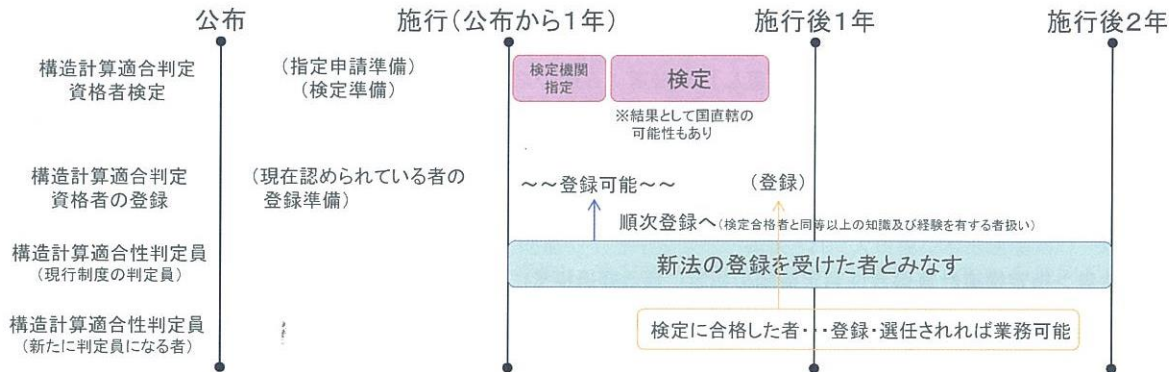 公布
施行(公布から1年)
施行後1年
施行後2年
構造計算適合判定
資格者検定
(指定申請準備)
(検定準備)
検定機関
指定
検定
※結果として国直轄の
可能性もあり
構造計算適合判定
資格者の登録
(現在認められている者の
登録準備)
~~登録可能~~
(登録)
順次登録へ(検定合格者と同等以上の知識及び経験を有する者扱い)
構造計算適合性判定員
(現行制度の判定員)
新法の登録を受けた者とみなす
構造計算適合性判定員
(新たに判定員になる者)
検定に合格した者・・・登録・選任されれば業務可能